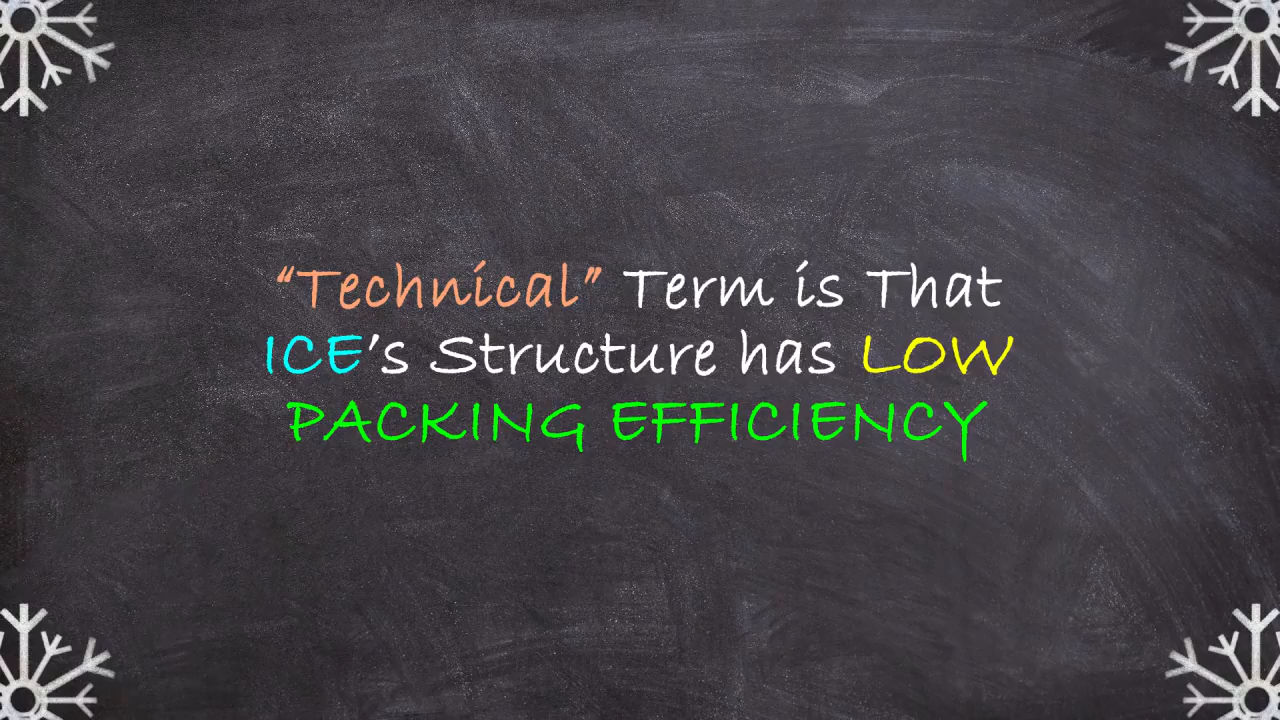 “Technical” Term is That
ICE’s Structure has LOW
PACKING EFFICIENCY